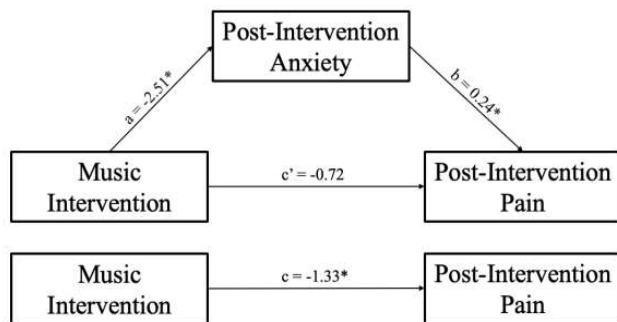 Post-Intervention
Anxiety
a = -2.51*
b = 0.24*
Music
Intervention
c’ = -0.72
Post-Intervention
Pain
Music
Intervention
c = -1.33*
Post-Intervention
Pain